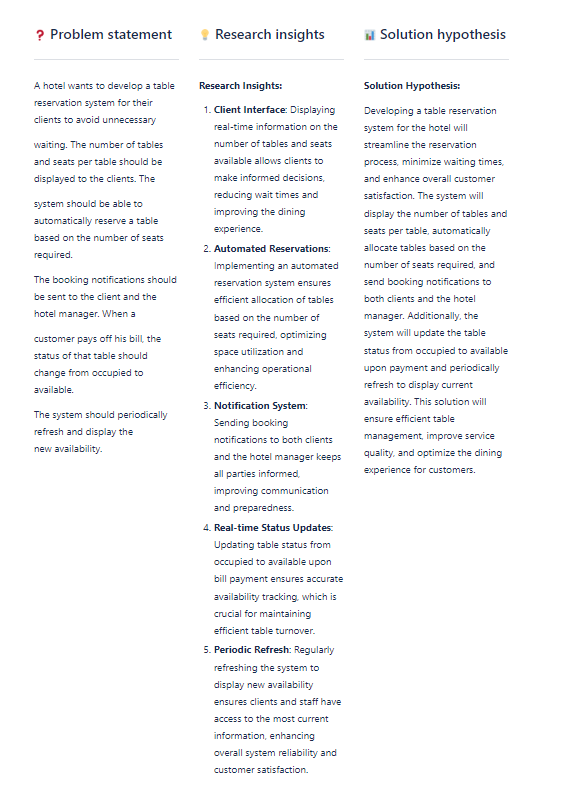 ❓ Problem statement
A hotel wants to develop a table
reservation system for their
clients to avoid unnecessary
waiting. The number of tables
and seats per table should be
displayed to the clients. The
system should be able to
automatically reserve a table
based on the number of seats
required.
The booking notifications should
be sent to the client and the
hotel manager. When a
customer pays off his bill, the
status of that table should
change from occupied to
available.
The system should periodically
refresh and display the
new availability.
💡 Research insights
Research Insights:
1. Client Interface: Displaying
real-time information on the
number of tables and seats
available allows clients to
make informed decisions,
reducing wait times and
improving the dining
experience.
2. Automated Reservations:
Implementing an automated
reservation system ensures
efficient allocation of tables
based on the number of
seats required, optimizing
space utilization and
enhancing operational
efficiency.
3. Notification System:
Sending booking
notifications to both clients
and the hotel manager keeps
all parties informed,
improving communication
and preparedness.
4. Real-time Status Updates:
Updating table status from
occupied to available upon
bill payment ensures accurate
availability tracking, which is
crucial for maintaining
efficient table turnover.
5. Periodic Refresh: Regularly
refreshing the system to
display new availability
ensures clients and staff have
access to the most current
information, enhancing
overall system reliability and
customer satisfaction.
📊 Solution hypothesis
Solution Hypothesis:
Developing a table reservation
system for the hotel will
streamline the reservation
process, minimize waiting times,
and enhance overall customer
satisfaction. The system will
display the number of tables and
seats per table, automatically
allocate tables based on the
number of seats required, and
send booking notifications to
both clients and the hotel
manager. Additionally, the
system will update the table
status from occupied to available
upon payment and periodically
refresh to display current
availability. This solution will
ensure efficient table
management, improve service
quality, and optimize the dining
experience for customers.